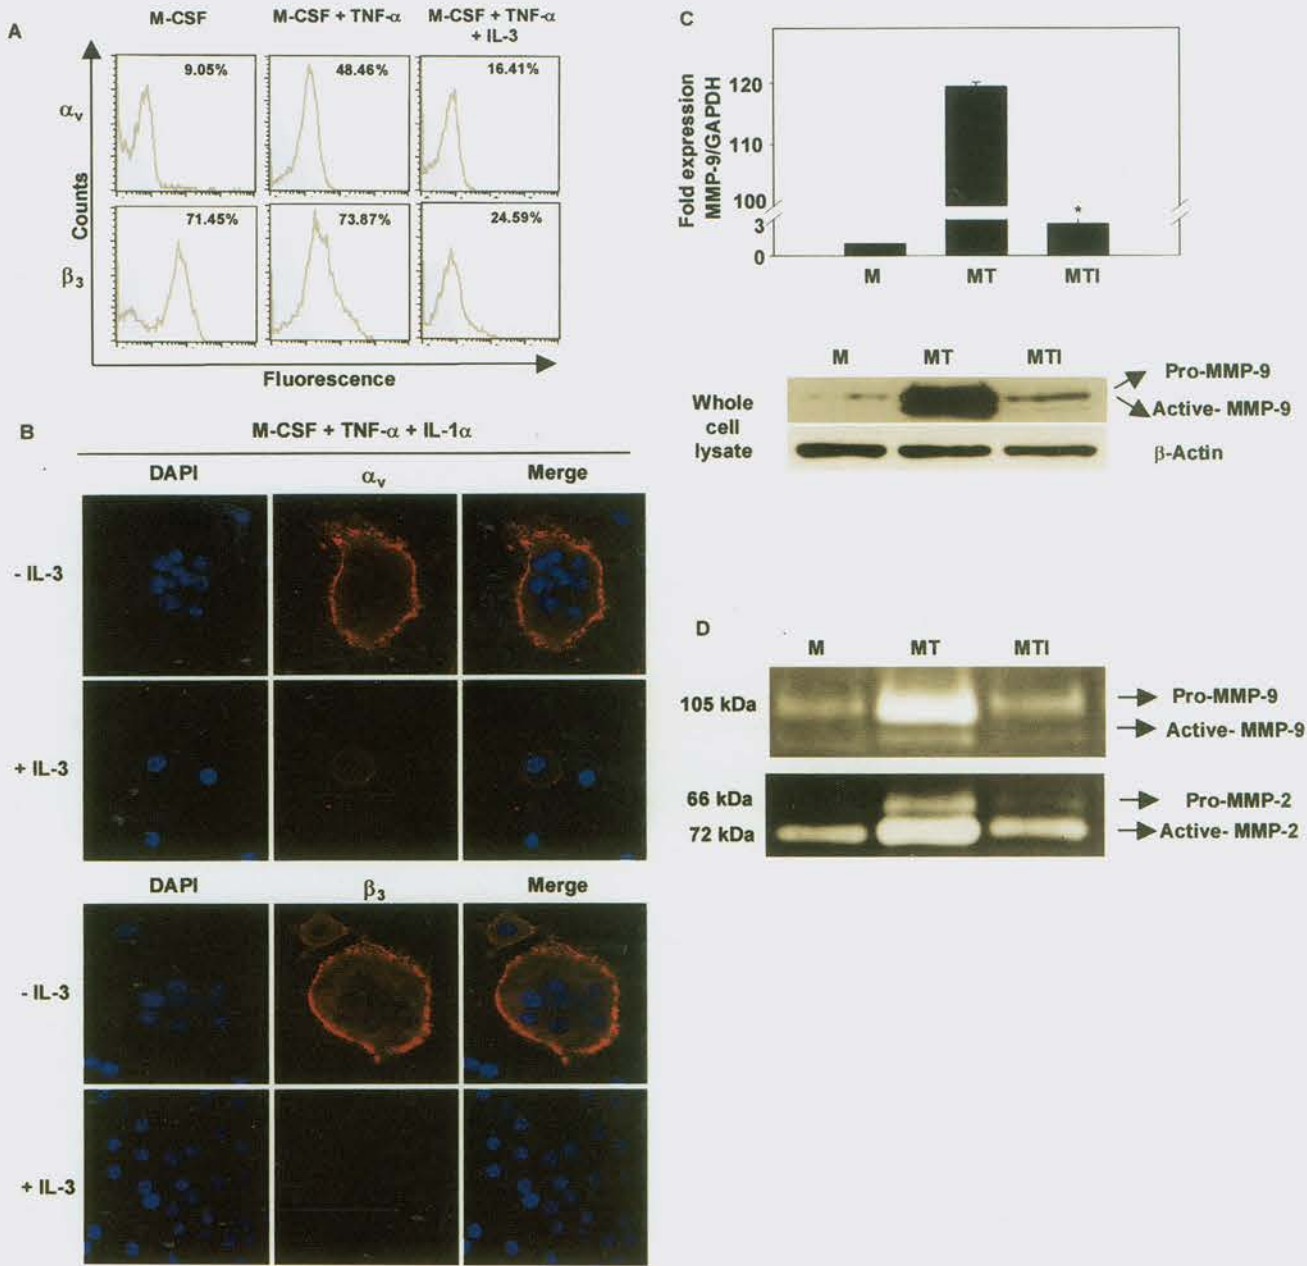 A
M-CSF
M-CSF + TNF-α
M-CSF + TNF-α
+ IL-3
9.05%
48.46%
16.41%
αv
71.45%
73.87%
24.59%
β3
Counts
Fluorescence
B
M-CSF + TNF-α + IL-1α
DAPI
αv
Merge
- IL-3
+ IL-3
DAPI
β3
Merge
- IL-3
+ IL-3
C
Fold expression
MMP-9/GAPDH
120
110
100
3
0
*
M
MT
MTI
M
MT
MTI
Whole
cell
lysate
Pro-MMP-9
Active- MMP-9
β-Actin
D
M
MT
MTI
105 kDa
Pro-MMP-9
Active- MMP-9
66 kDa
Pro-MMP-2
72 kDa
Active- MMP-2